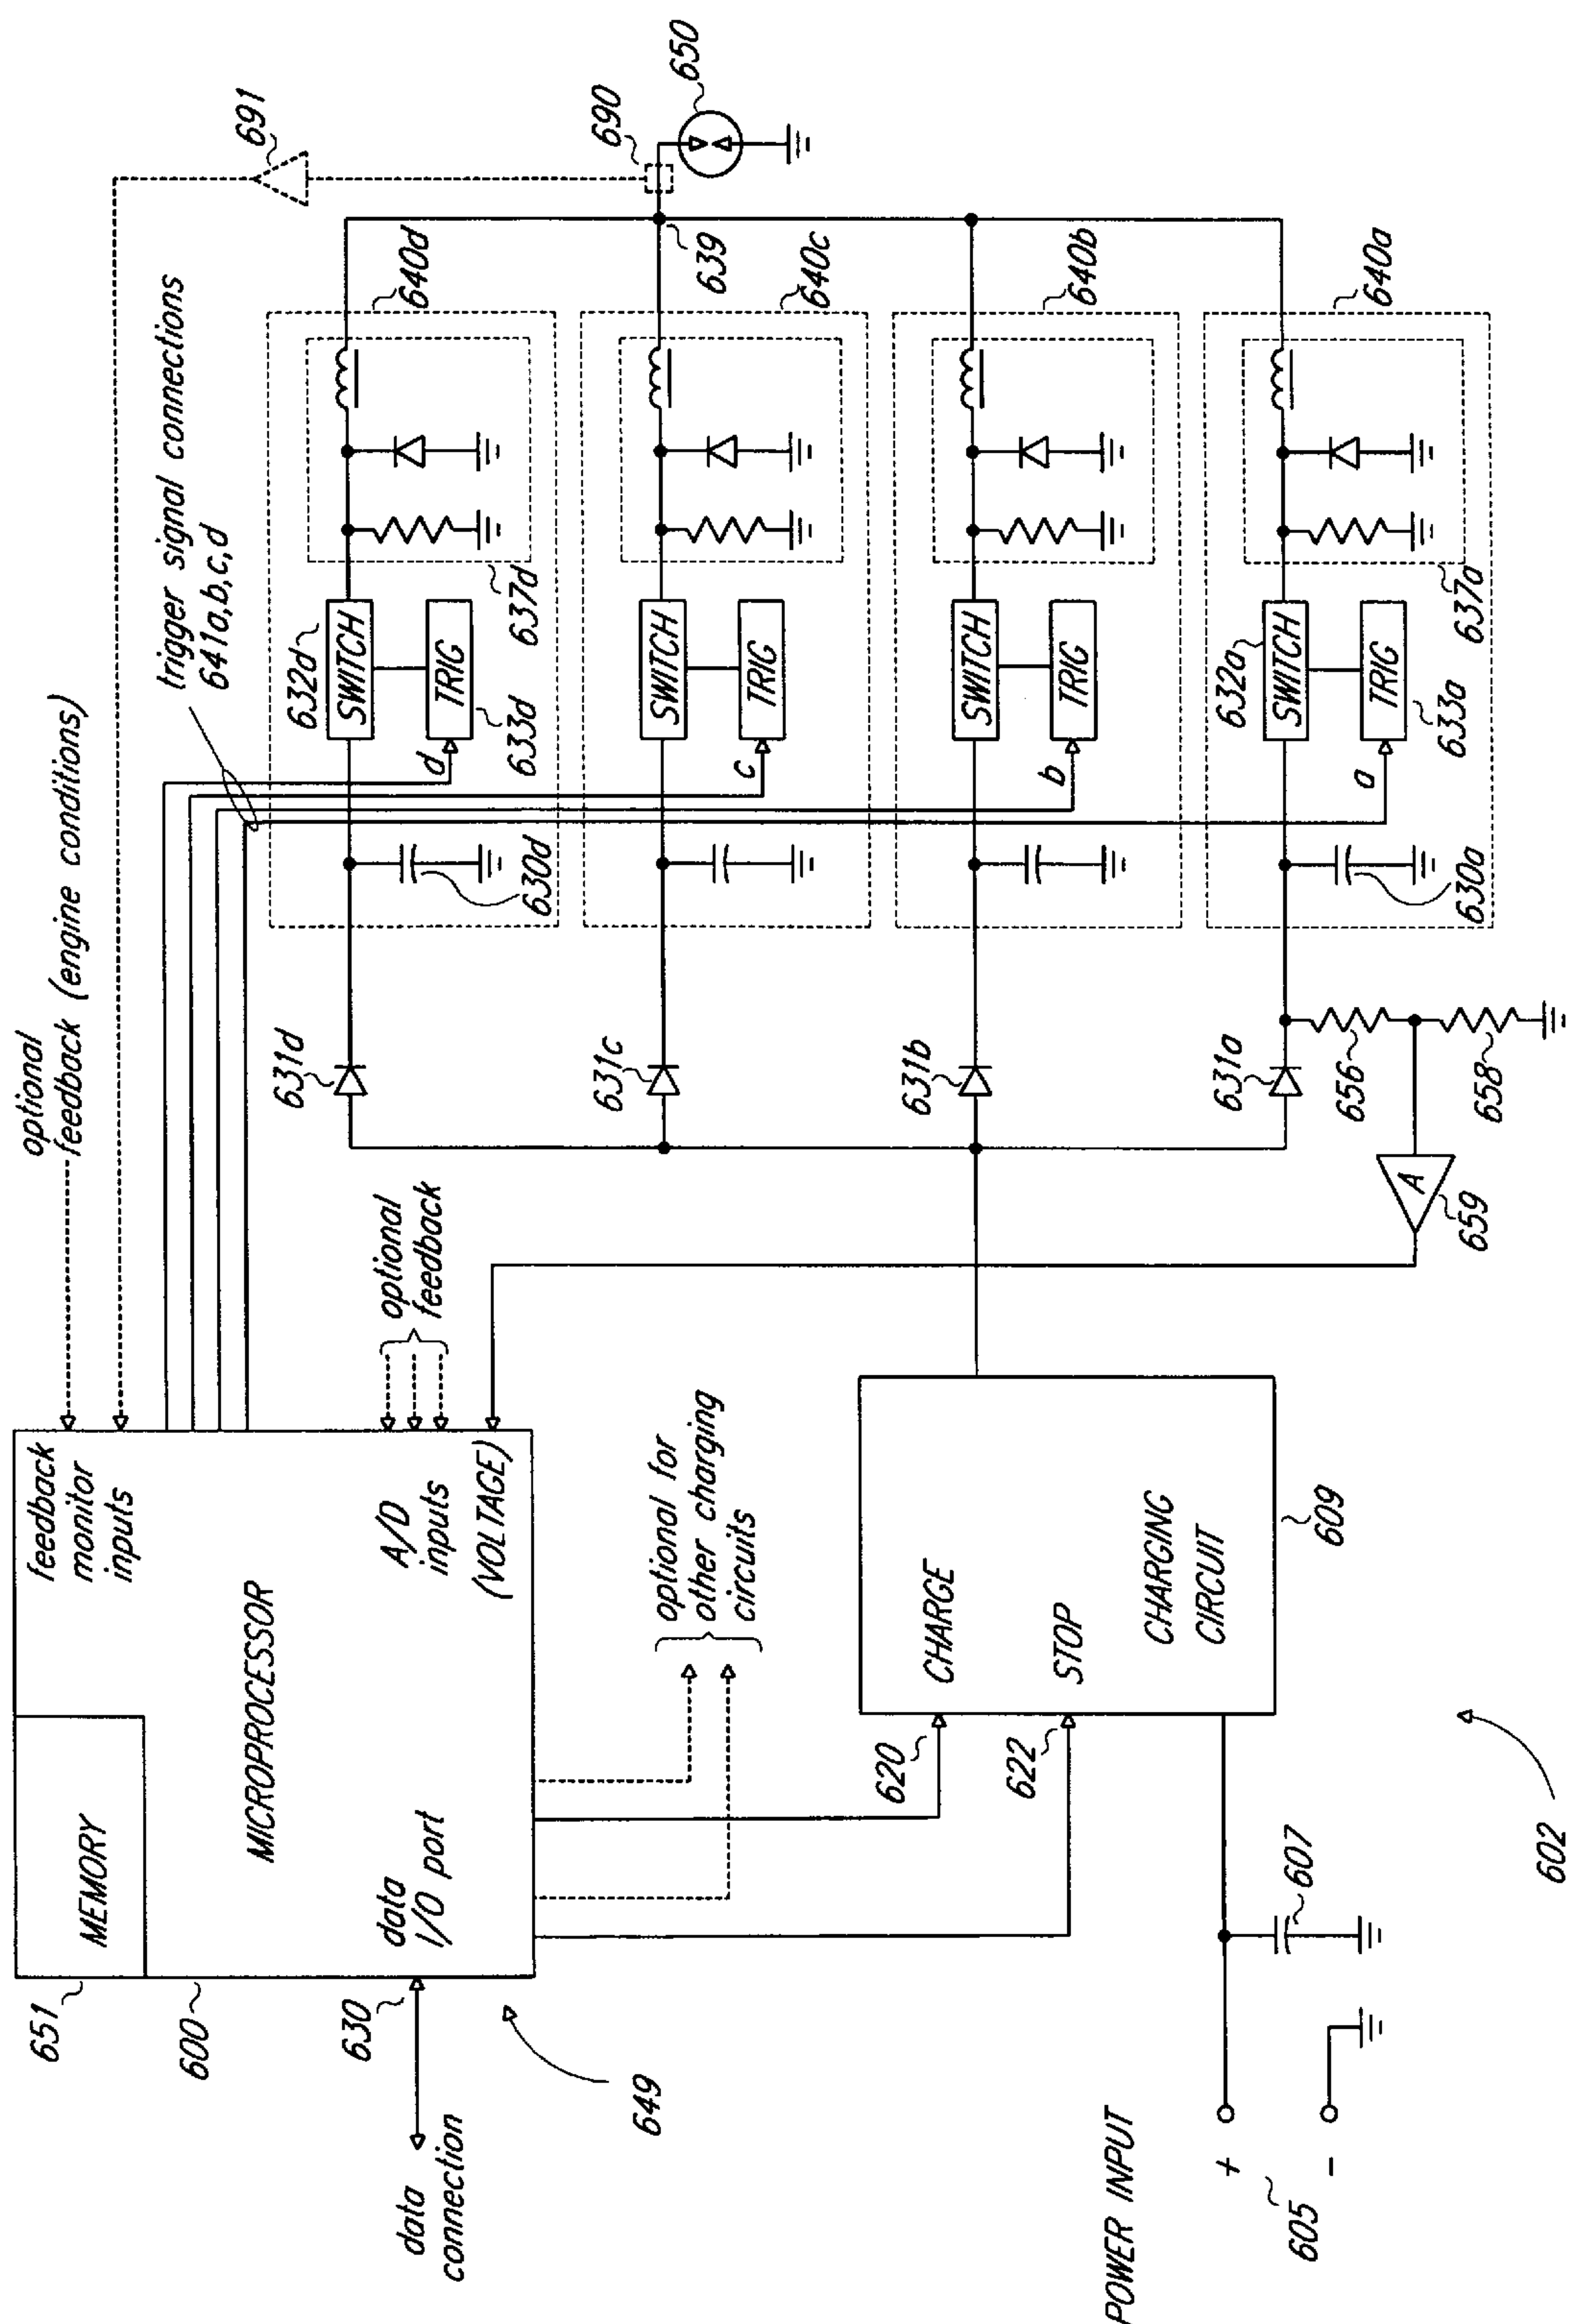 optional
feedback (engine conditions)
trigger signal connections
641a,b,c,d
691
690
650
639
651
MEMORY
600
MICROPROCESSOR
feedback
monitor
inputs
data
I/O port
630
data
connection
649
A/D
inputs
(VOLTAGE)
optional
feedback
optional for
other charging
circuits
631d
630d
632d
SWITCH
TRIG
d
633d
637d
640d
631c
SWITCH
TRIG
c
640c
631b
SWITCH
TRIG
b
640b
631a
630a
632a
SWITCH
TRIG
a
633a
637a
640a
656
658
A
659
620
622
CHARGE
STOP
CHARGING
CIRCUIT
609
POWER INPUT
+
-
605
607
602